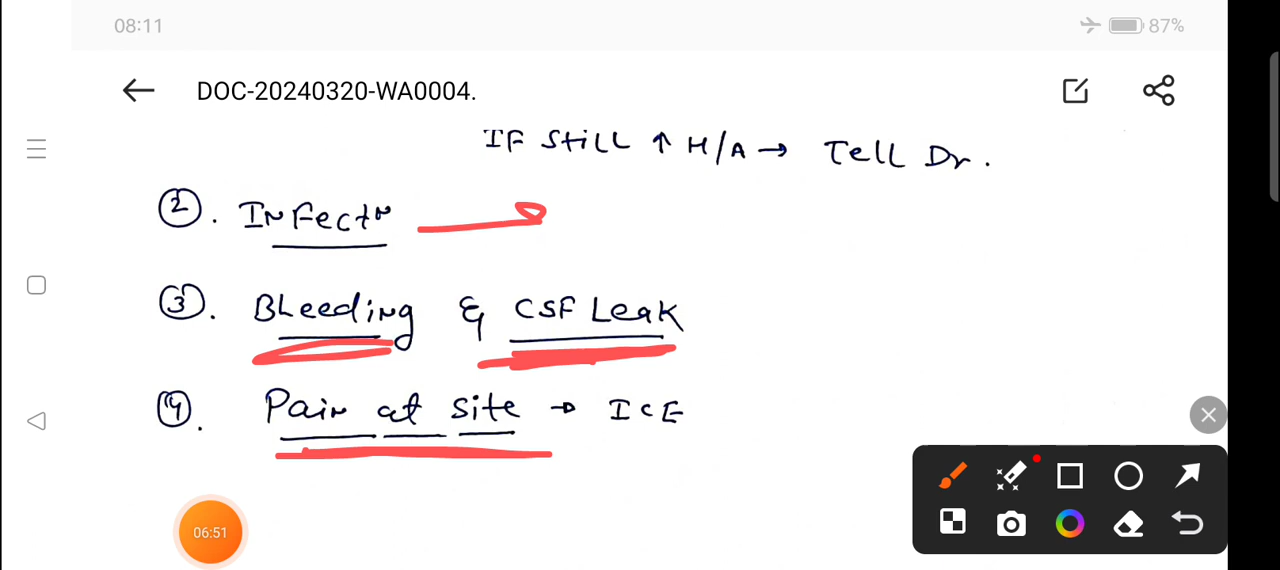 08:11 87%
DOC-20240320-WA0004.
IF Still ↑ H/A → Tell Dr.
②. Infectn
③. Bleeding & CSF Leak
④. Pain at site → ICE
06:51